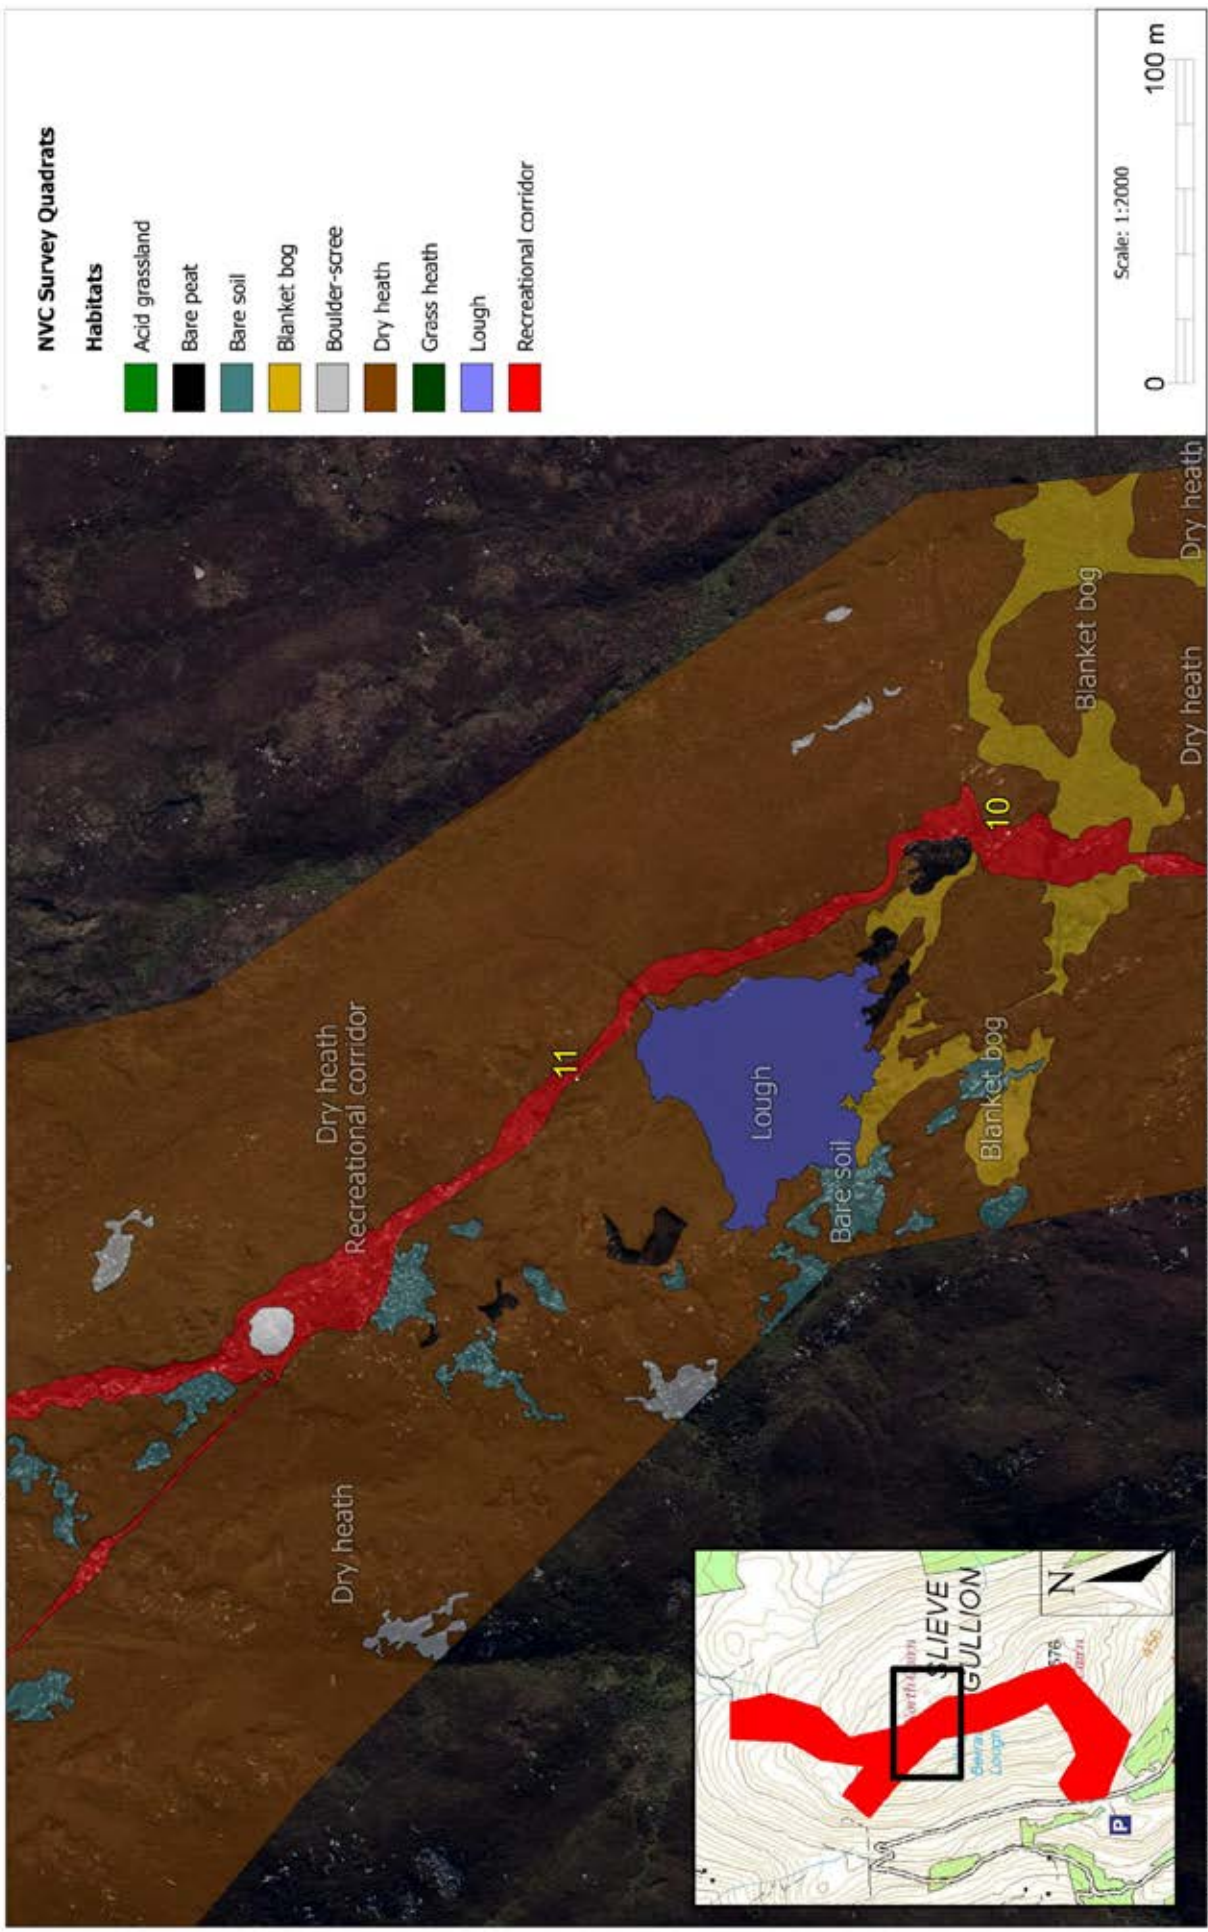 NVC Survey Quadrats
Habitats
Acid grassland
Bare peat
Bare soil
Blanket bog
Boulder-scree
Dry heath
Grass heath
Lough
Recreational corridor
Scale: 1:2000
0
100 m
Dry heath
Recreational corridor
Dry heath
11
Lough
Bare soil
Blanket bog
10
Blanket bog
Dry heath
Dry heath
SLIEVE
GULLION
Lough
P
N